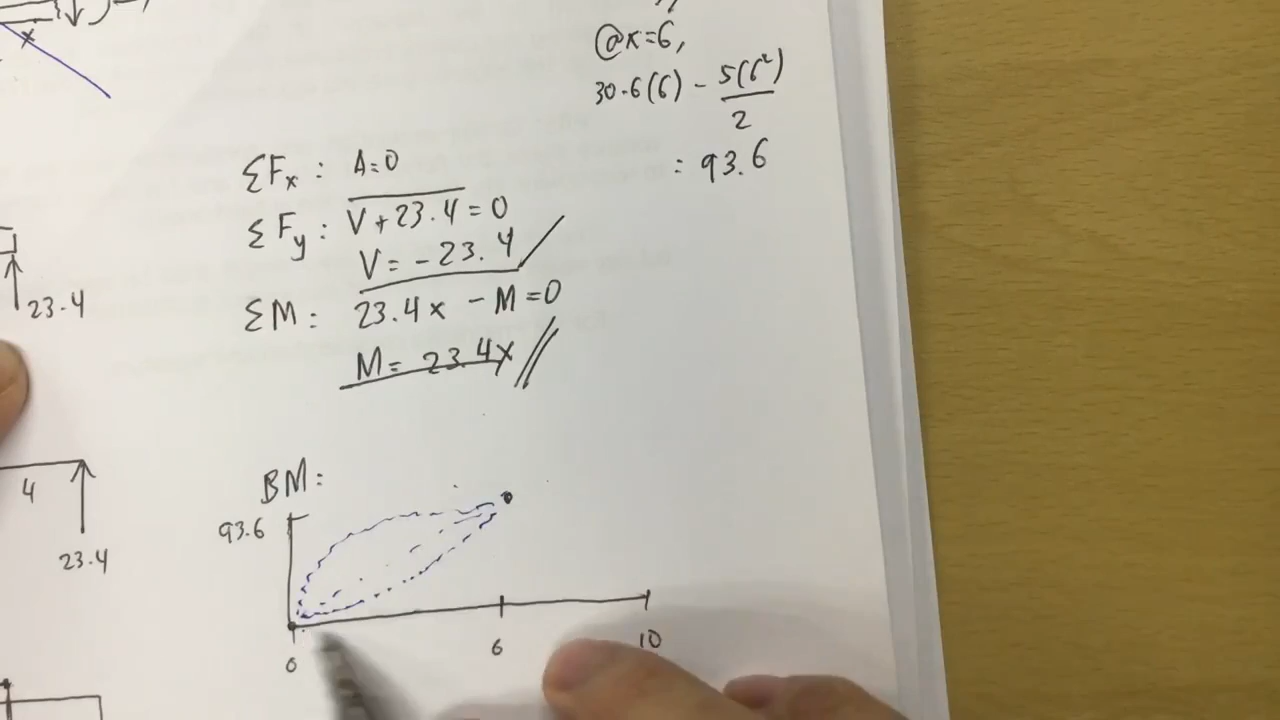 x
@x=6,
30.6(6) - 5(6²)
2
: 93.6
ΣFx : A=0
ΣFy : V+23.4=0
V= -23.4
ΣM : 23.4x - M=0
M= 23.4x
23.4
4
23.4
BM:
93.6
0
6
10